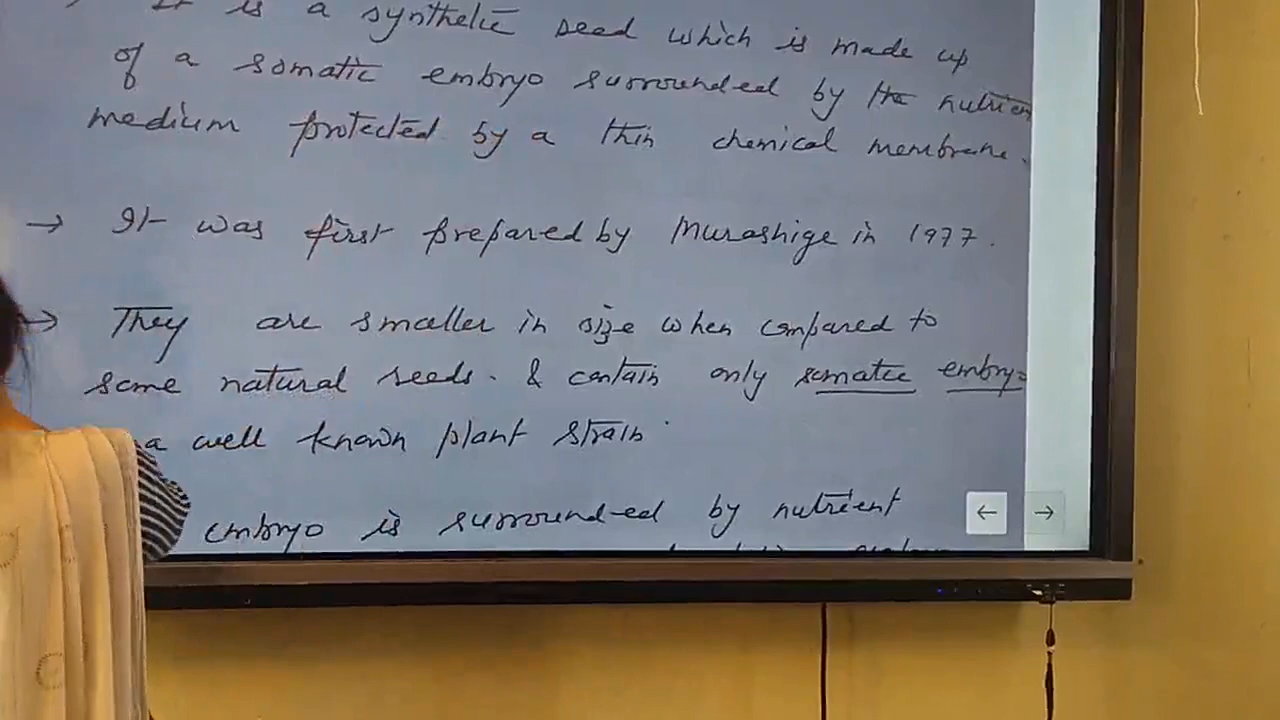 → It is a synthetic seed which is made up
of a somatic embryo surrounded by the nutrien
medium protected by a thin chemical membrane.
→ It was first prepared by Murashige in 1977.
→ They are smaller in size when compared to
some natural seeds. & contain only somatic embryo
a well known plant strain.
embryo is surrounded by nutrient